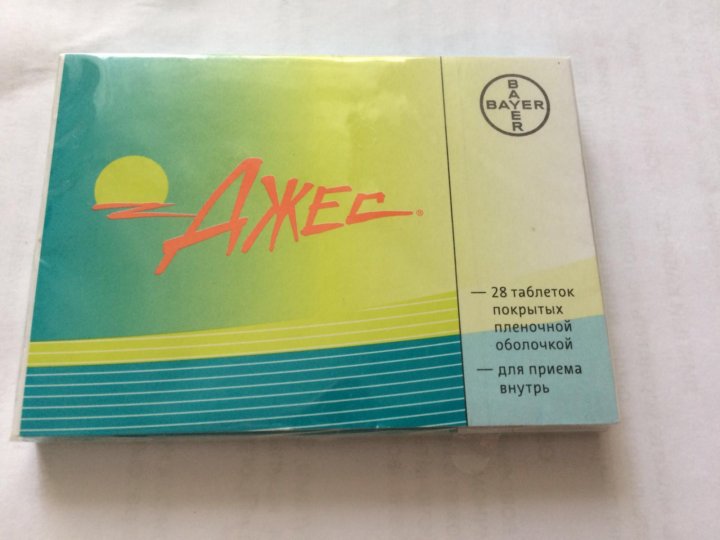 BAYER
BAYER
Джес®
— 28 таблеток
покрытых
пленочной
оболочкой
— для приема
внутрь